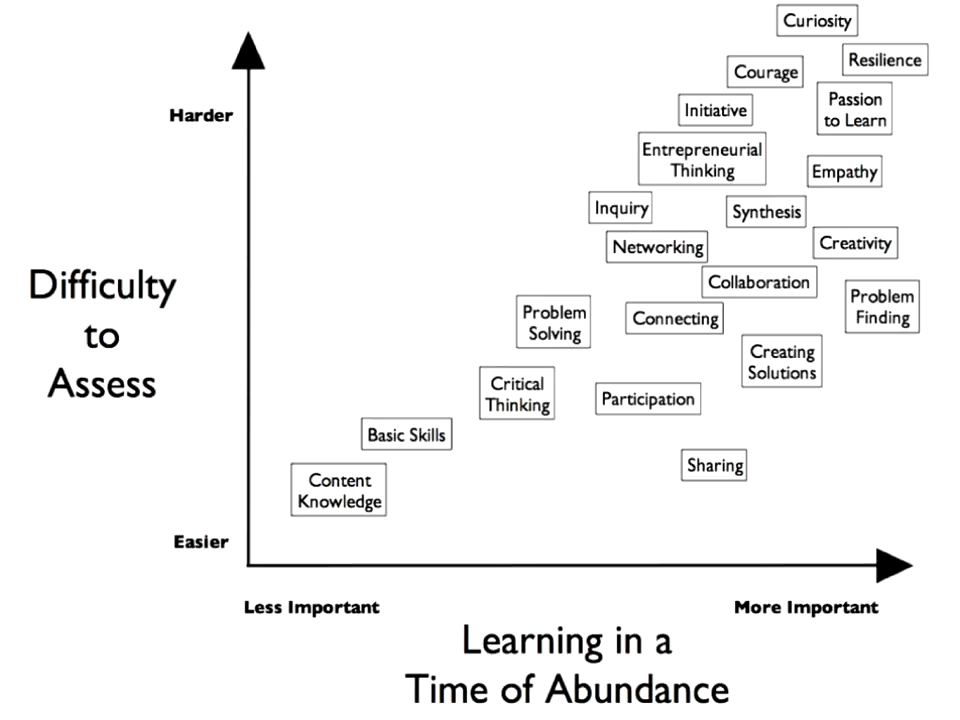 Curiosity
Resilience
Courage
Passion
to Learn
Initiative
Harder
Entrepreneurial
Thinking
Empathy
Inquiry
Synthesis
Networking
Creativity
Collaboration
Difficulty
to
Assess
Problem
Finding
Problem
Solving
Connecting
Creating
Solutions
Critical
Thinking
Participation
Basic Skills
Sharing
Content
Knowledge
Easier
Less Important
More Important
Learning in a
Time of Abundance